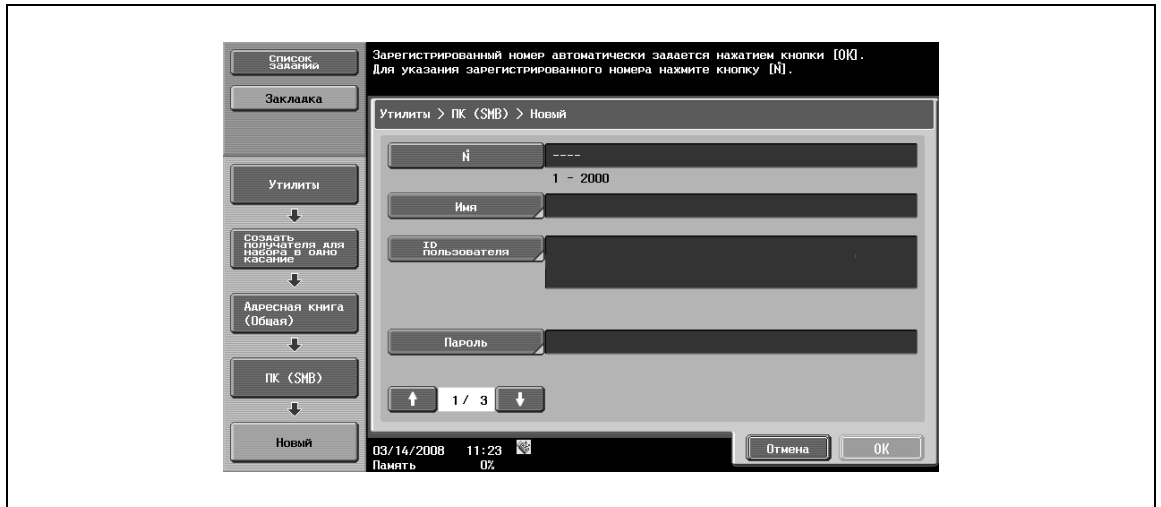 Список
заданий
Закладка
Зарегистрированный номер автоматически задается нажатием кнопки [OK].
Для указания зарегистрированного номера нажмите кнопку [№].
Утилиты > ПК (SMB) > Новый
№
----
1 - 2000
Имя
ID
пользователя
Пароль
1/ 3
Утилиты
Создать
получателя для
набора в одно
касание
Адресная книга
(Общая)
ПК (SMB)
Новый
03/14/2008 11:23
Память 0%
Отмена
OK